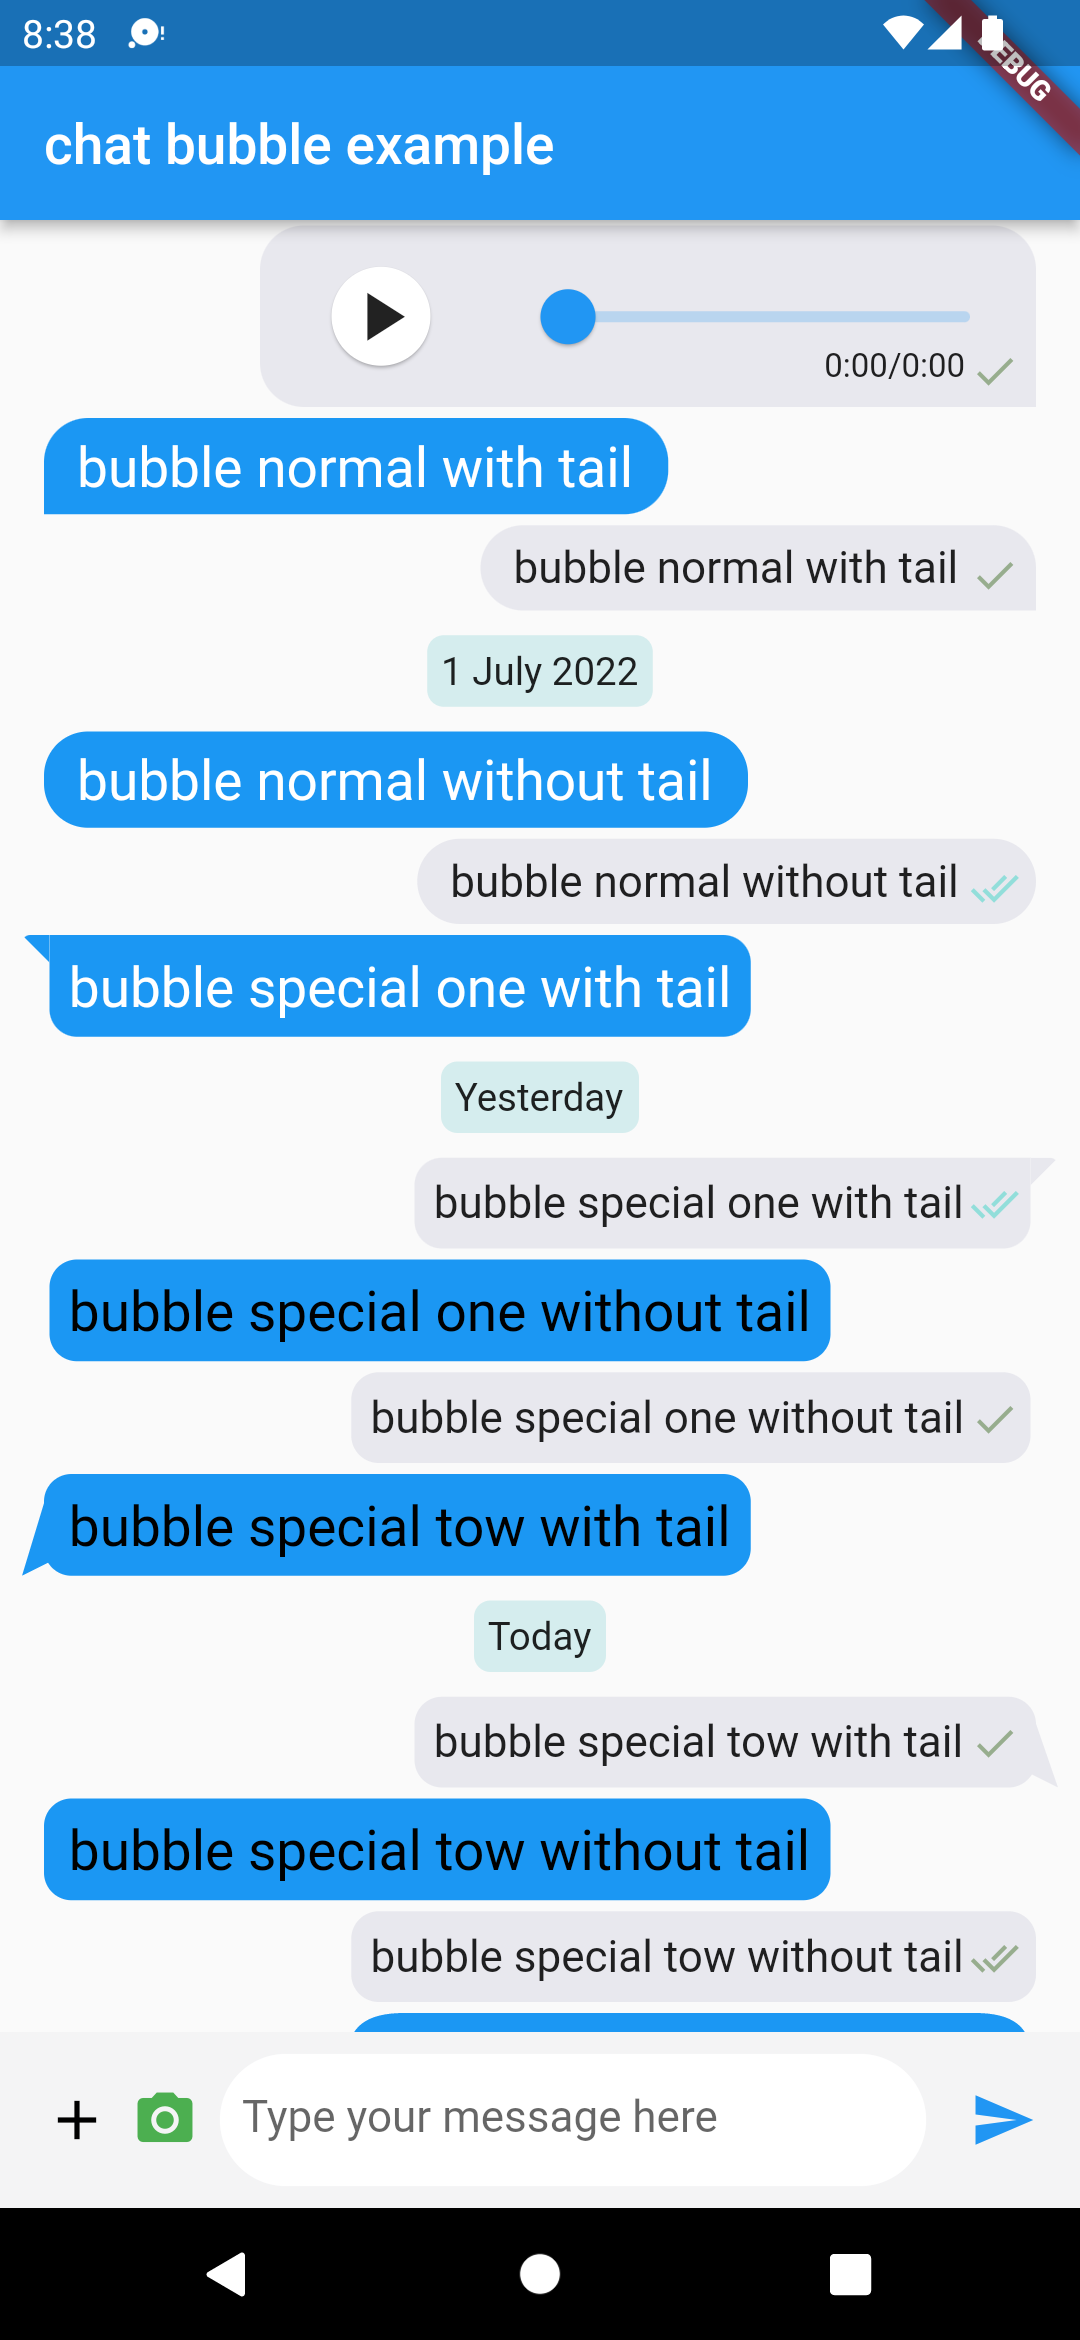 8:38
DEBUG
chat bubble example
0:00/0:00
bubble normal with tail
bubble normal with tail
1 July 2022
bubble normal without tail
bubble normal without tail
bubble special one with tail
Yesterday
bubble special one with tail
bubble special one without tail
bubble special one without tail
bubble special tow with tail
Today
bubble special tow with tail
bubble special tow without tail
bubble special tow without tail
Type your message here